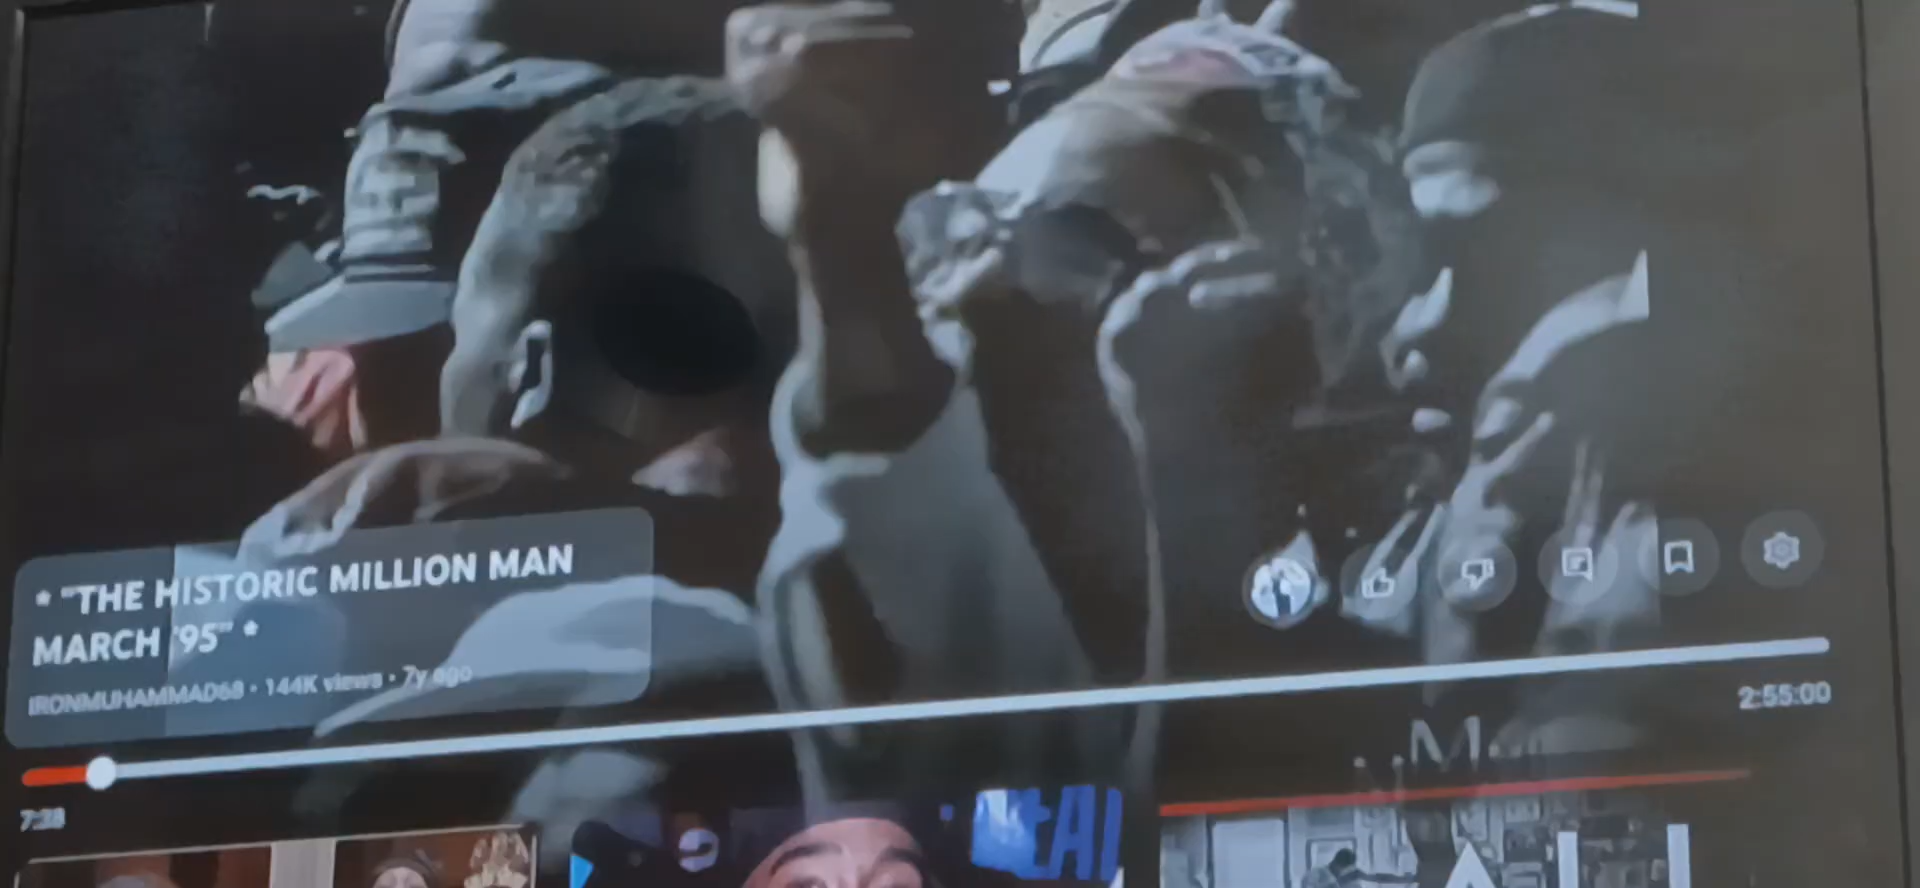 * "THE HISTORIC MILLION MAN
MARCH '95" *
IRONMUHAMMAD68 • 144K views • 7y ago
2:55:00
7:38